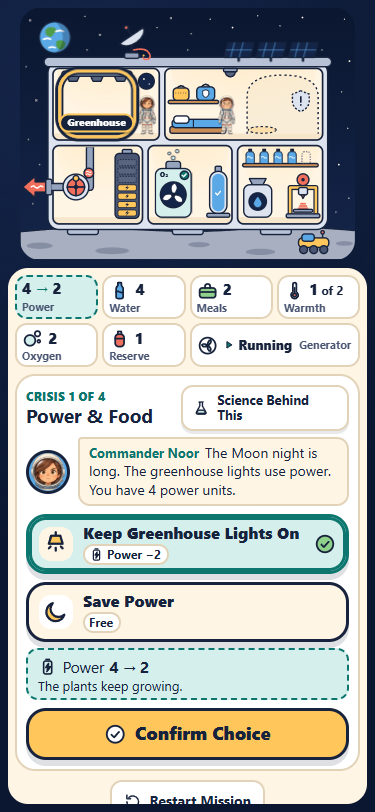 Greenhouse
O₂
4 → 2
Power
4
Water
2
Meals
1 of 2
Warmth
2
Oxygen
1
Reserve
Running Generator
CRISIS 1 OF 4
Power & Food
Science Behind
This
Commander Noor The Moon night is
long. The greenhouse lights use power.
You have 4 power units.
Keep Greenhouse Lights On
Power −2
Save Power
Free
Power 4 → 2
The plants keep growing.
Confirm Choice
Restart Mission